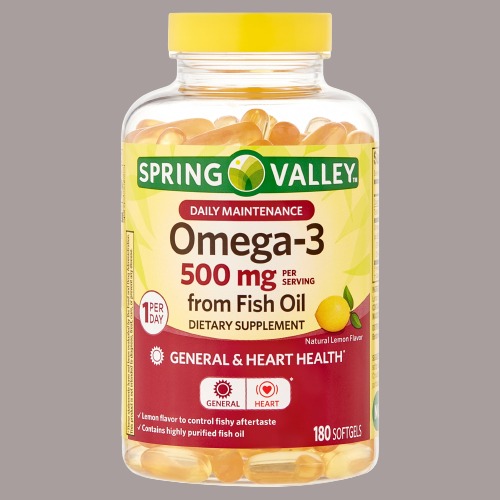 SPRING VALLEY™
DAILY MAINTENANCE
Omega-3
500 mg PER SERVING
from Fish Oil
DIETARY SUPPLEMENT
1 PER DAY
Natural Lemon Flavor
GENERAL & HEART HEALTH*
GENERAL HEART *
✓Lemon flavor to control fishy aftertaste
✓Contains highly purified fish oil
180 SOFTGELS